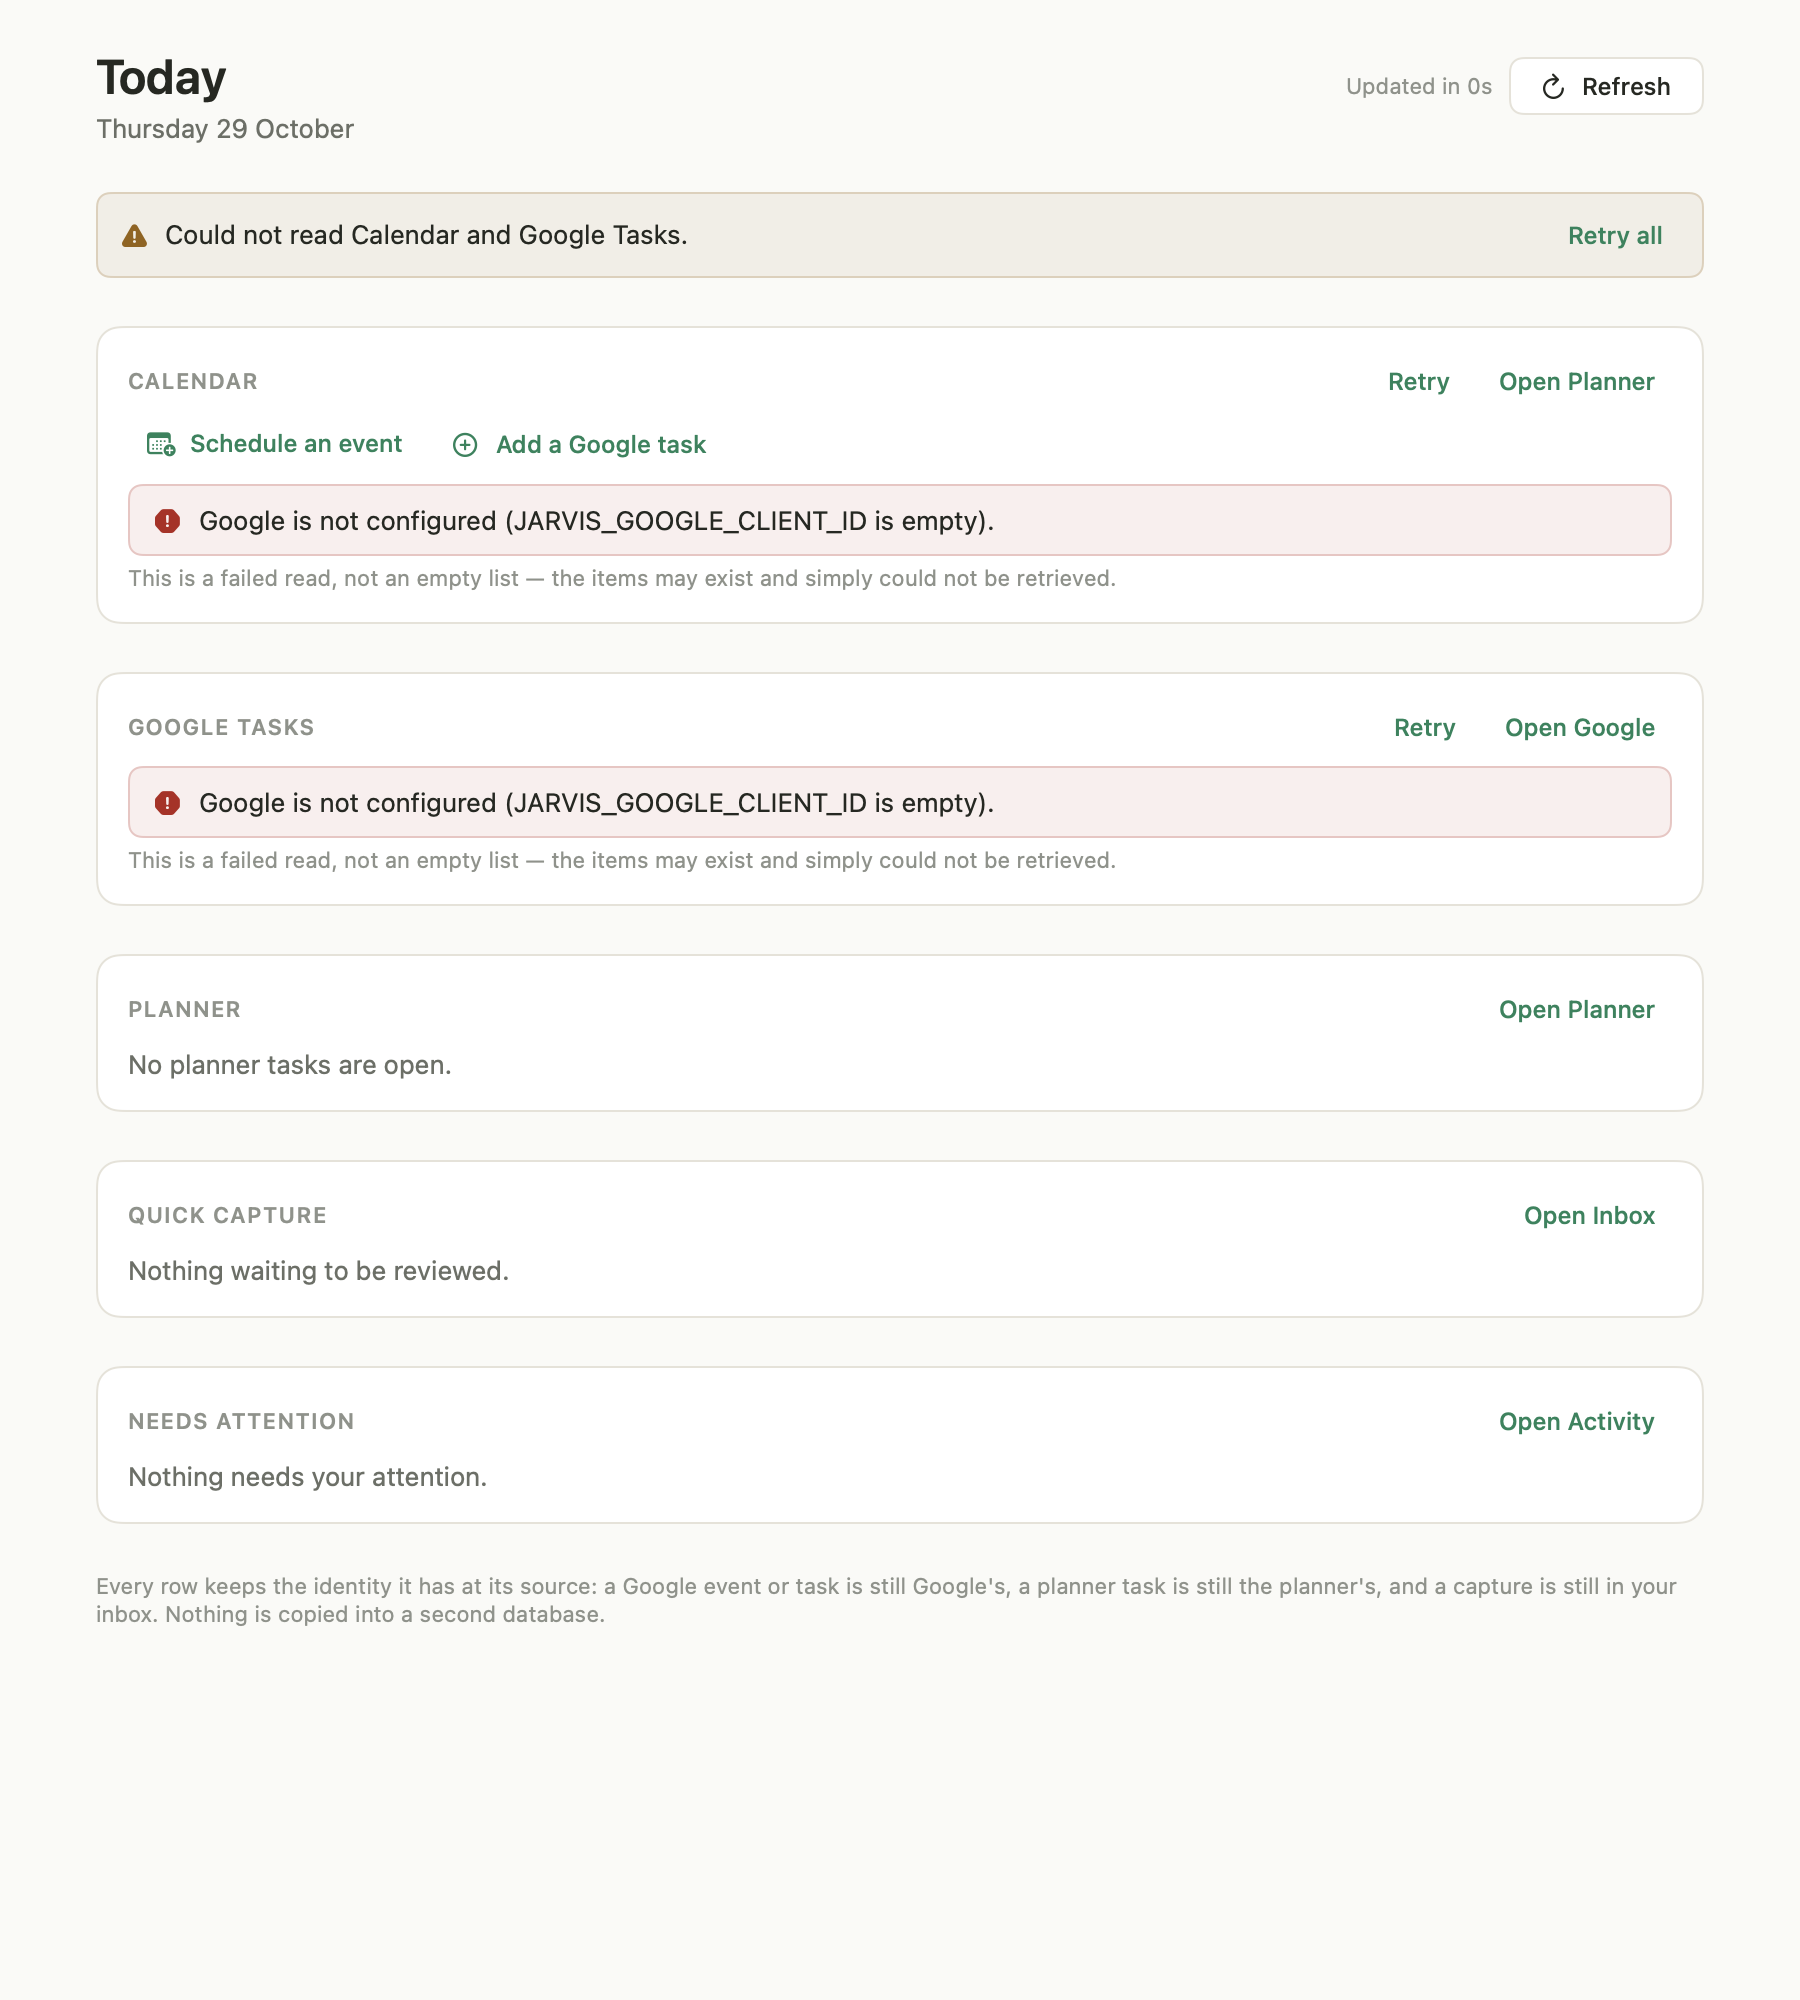 Today
Thursday 29 October
Updated in 0s
Refresh
Could not read Calendar and Google Tasks.
Retry all
CALENDAR
Retry
Open Planner
Schedule an event
Add a Google task
Google is not configured (JARVIS_GOOGLE_CLIENT_ID is empty).
This is a failed read, not an empty list — the items may exist and simply could not be retrieved.
GOOGLE TASKS
Retry
Open Google
Google is not configured (JARVIS_GOOGLE_CLIENT_ID is empty).
This is a failed read, not an empty list — the items may exist and simply could not be retrieved.
PLANNER
Open Planner
No planner tasks are open.
QUICK CAPTURE
Open Inbox
Nothing waiting to be reviewed.
NEEDS ATTENTION
Open Activity
Nothing needs your attention.
Every row keeps the identity it has at its source: a Google event or task is still Google's, a planner task is still the planner's, and a capture is still in your
inbox. Nothing is copied into a second database.